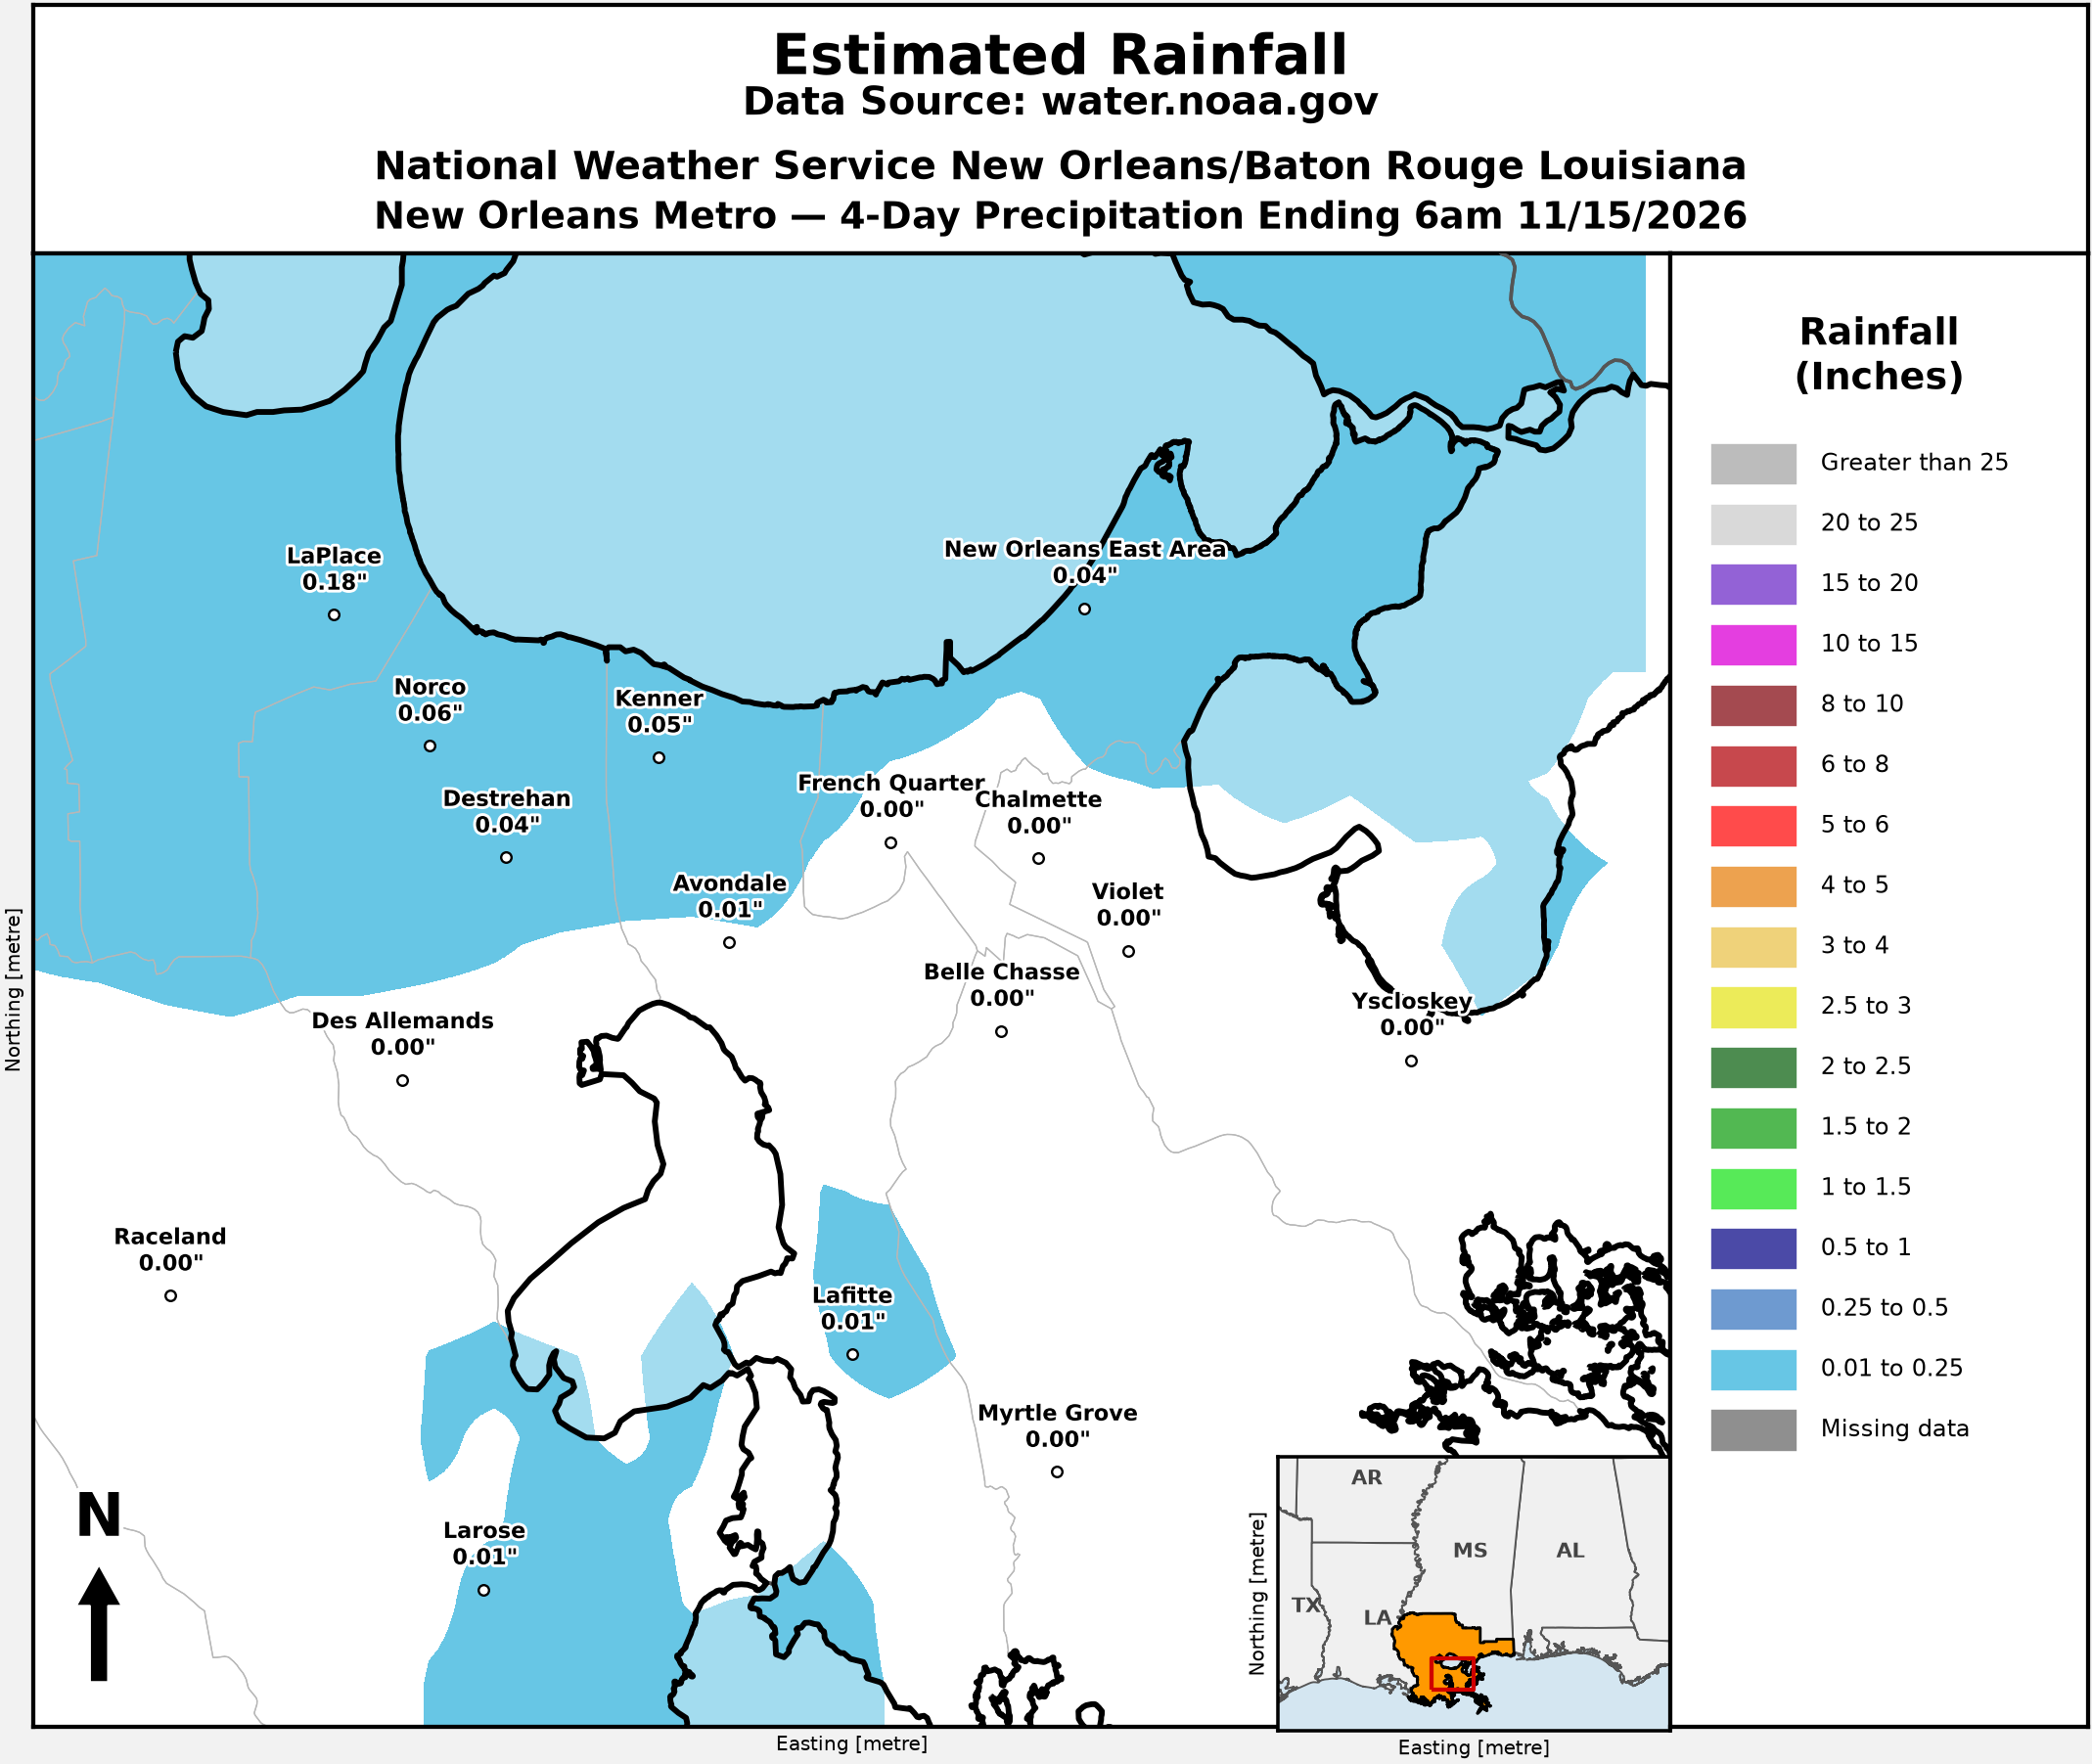 Estimated Rainfall
Data Source: water.noaa.gov
National Weather Service New Orleans/Baton Rouge Louisiana
New Orleans Metro — 4-Day Precipitation Ending 6am 11/15/2026
Rainfall
(Inches)
Greater than 25
20 to 25
15 to 20
10 to 15
8 to 10
6 to 8
5 to 6
4 to 5
3 to 4
2.5 to 3
2 to 2.5
1.5 to 2
1 to 1.5
0.5 to 1
0.25 to 0.5
0.01 to 0.25
Missing data
New Orleans East Area
0.04"
LaPlace
0.18"
Norco
0.06"
Kenner
0.05"
French Quarter
0.00"
Chalmette
0.00"
Destrehan
0.04"
Avondale
0.01"
Violet
0.00"
Belle Chasse
0.00"
Yscloskey
0.00"
Des Allemands
0.00"
Raceland
0.00"
Lafitte
0.01"
Myrtle Grove
0.00"
Larose
0.01"
N
AR
MS
AL
TX
LA
Northing [metre]
Easting [metre]
Northing [metre]
Easting [metre]